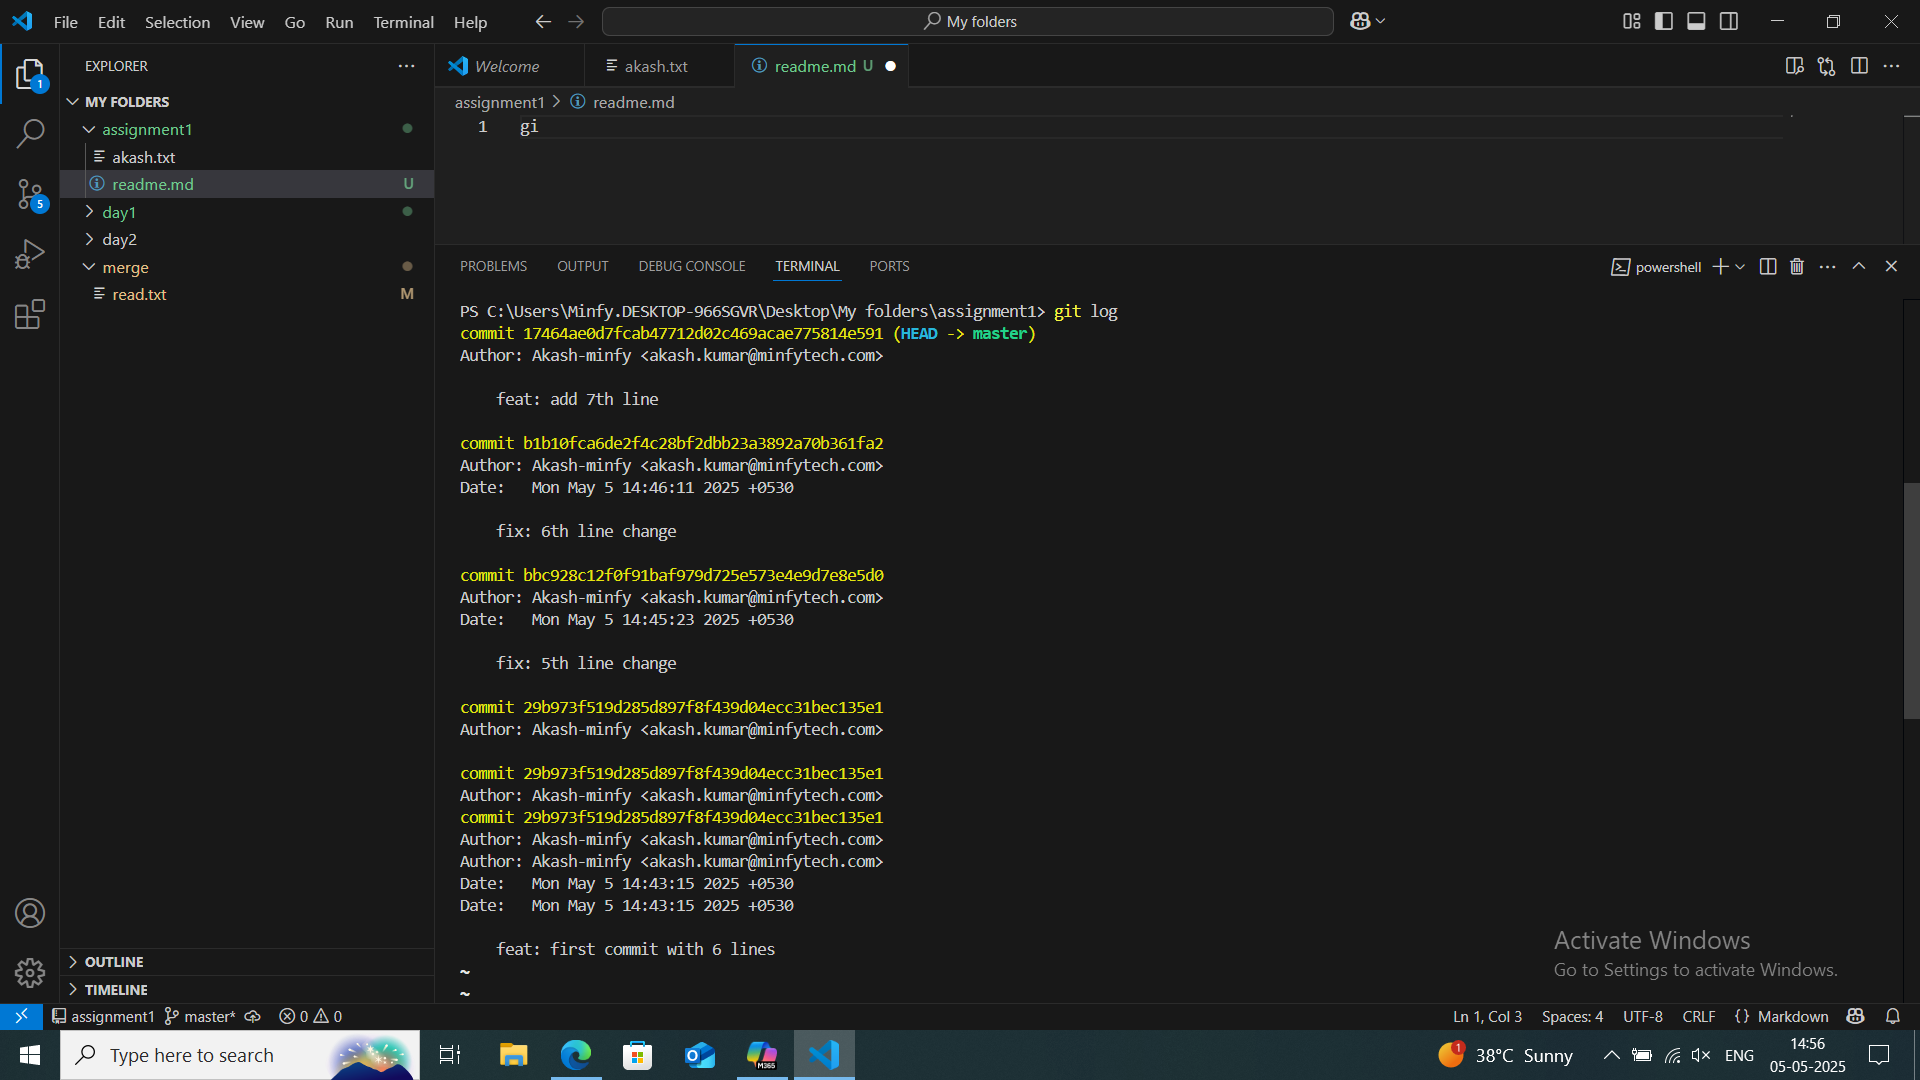 File Edit Selection View Go Run Terminal Help
My folders
EXPLORER
1
MY FOLDERS
assignment1
akash.txt
readme.md U
day1
day2
merge
read.txt M
5
OUTLINE
TIMELINE
Welcome akash.txt readme.md U
assignment1 > readme.md
1 gi
PROBLEMS OUTPUT DEBUG CONSOLE TERMINAL PORTS
powershell
PS C:\Users\Minfy.DESKTOP-966SGVR\Desktop\My folders\assignment1> git log
commit 17464ae0d7fcab47712d02c469acae775814e591 (HEAD -> master)
Author: Akash-minfy <akash.kumar@minfytech.com>
feat: add 7th line
commit b1b10fca6de2f4c28bf2dbb23a3892a70b361fa2
Author: Akash-minfy <akash.kumar@minfytech.com>
Date:   Mon May 5 14:46:11 2025 +0530
fix: 6th line change
commit bbc928c12f0f91baf979d725e573e4e9d7e8e5d0
Author: Akash-minfy <akash.kumar@minfytech.com>
Date:   Mon May 5 14:45:23 2025 +0530
fix: 5th line change
commit 29b973f519d285d897f8f439d04ecc31bec135e1
Author: Akash-minfy <akash.kumar@minfytech.com>
commit 29b973f519d285d897f8f439d04ecc31bec135e1
Author: Akash-minfy <akash.kumar@minfytech.com>
commit 29b973f519d285d897f8f439d04ecc31bec135e1
Author: Akash-minfy <akash.kumar@minfytech.com>
Author: Akash-minfy <akash.kumar@minfytech.com>
Date:   Mon May 5 14:43:15 2025 +0530
Date:   Mon May 5 14:43:15 2025 +0530
feat: first commit with 6 lines
~
~
Activate Windows
Go to Settings to activate Windows.
assignment1 master* 0 0
Ln 1, Col 3 Spaces: 4 UTF-8 CRLF {} Markdown
Type here to search
M365
1 38°C Sunny
ENG
14:56
05-05-2025